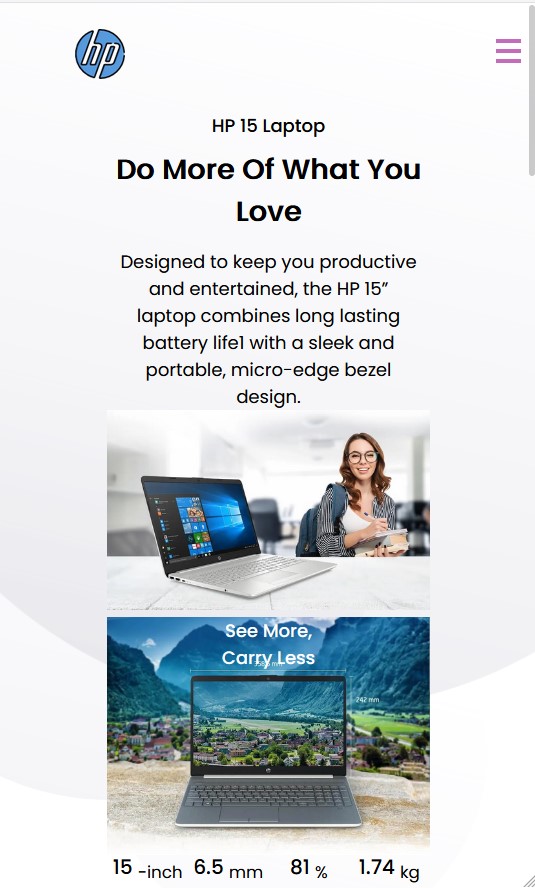 hp
HP 15 Laptop
Do More Of What You
Love
Designed to keep you productive
and entertained, the HP 15”
laptop combines long lasting
battery life1 with a sleek and
portable, micro-edge bezel
design.
See More,
Carry Less
242 mm
15 -inch 6.5 mm 81 % 1.74 kg